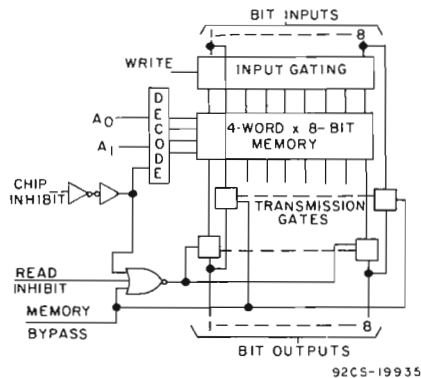 BIT INPUTS
1 8
WRITE
INPUT GATING
DECODE
A0
A1
4-WORD x 8-BIT
MEMORY
CHIP
INHIBIT
TRANSMISSION
GATES
READ
INHIBIT
MEMORY
BYPASS
1 8
BIT OUTPUTS
92CS-19935